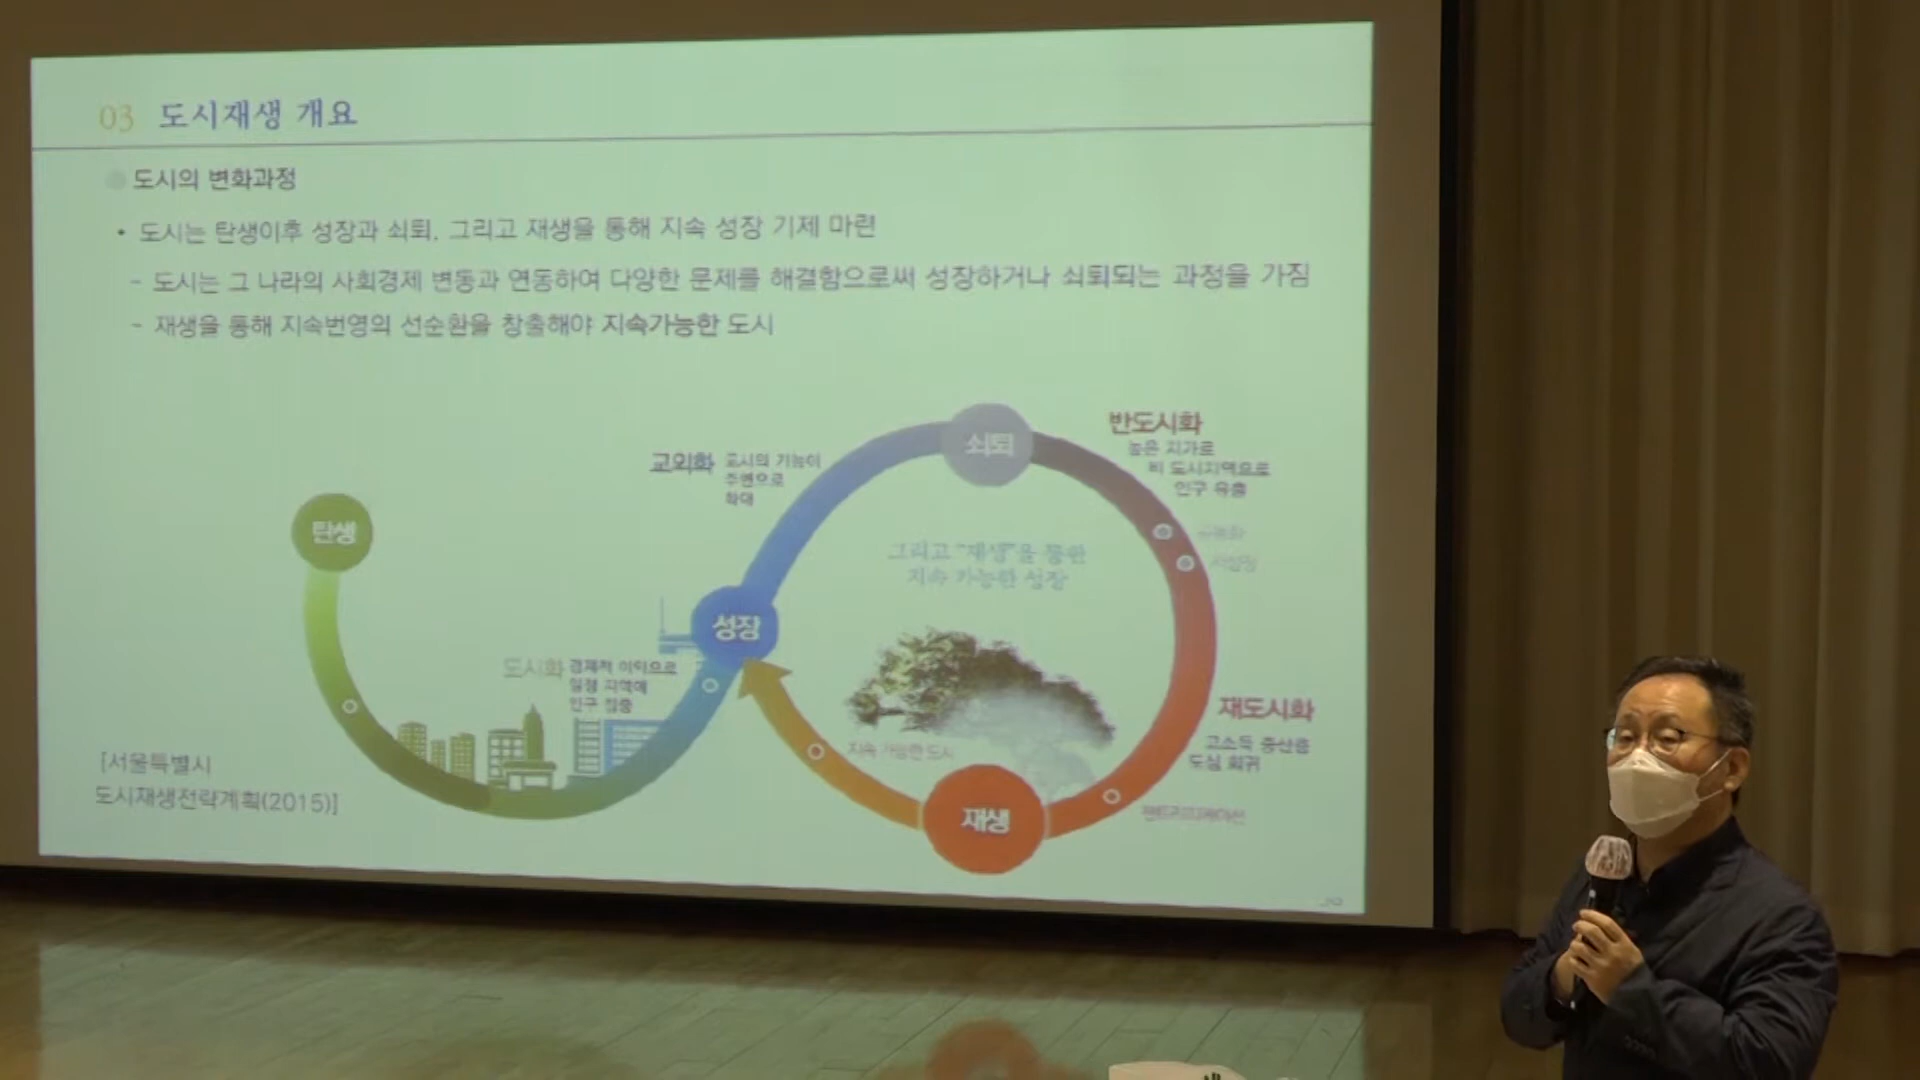 03 도시재생 개요
도시의 변화과정
• 도시는 탄생이후 성장과 쇠퇴, 그리고 재생을 통해 지속 성장 기제 마련
- 도시는 그 나라의 사회경제 변동과 연동하여 다양한 문제를 해결함으로써 성장하거나 쇠퇴되는 과정을 가짐
- 재생을 통해 지속번영의 선순환을 창출해야 지속가능한 도시
탄생
도시화
경제적 이익으로
일정 지역에
인구 집중
성장
교외화
도시의 기능이
주변으로
확대
쇠퇴
반도시화
높은 지가로
비 도시지역으로
인구 유출
그리고 "재생"을 통한
지속 가능한 성장
재도시화
고소득 중산층
도심 회귀
젠트리피케이션
지속 가능한 도시
재생
[서울특별시
도시재생전략계획(2015)]